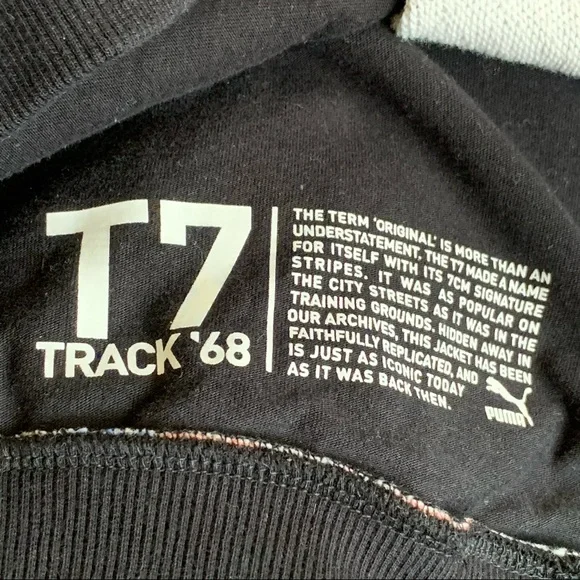 T7
TRACK '68
THE TERM 'ORIGINAL' IS MORE THAN AN
UNDERSTATEMENT. THE T7 MADE A NAME
FOR ITSELF WITH ITS 7CM SIGNATURE
STRIPES. IT WAS AS POPULAR ON
THE CITY STREETS AS IT WAS IN THE
TRAINING GROUNDS. HIDDEN AWAY IN
OUR ARCHIVES, THIS JACKET HAS BEEN
FAITHFULLY REPLICATED, AND
IS JUST AS ICONIC TODAY
AS IT WAS BACK THEN.
PUMA